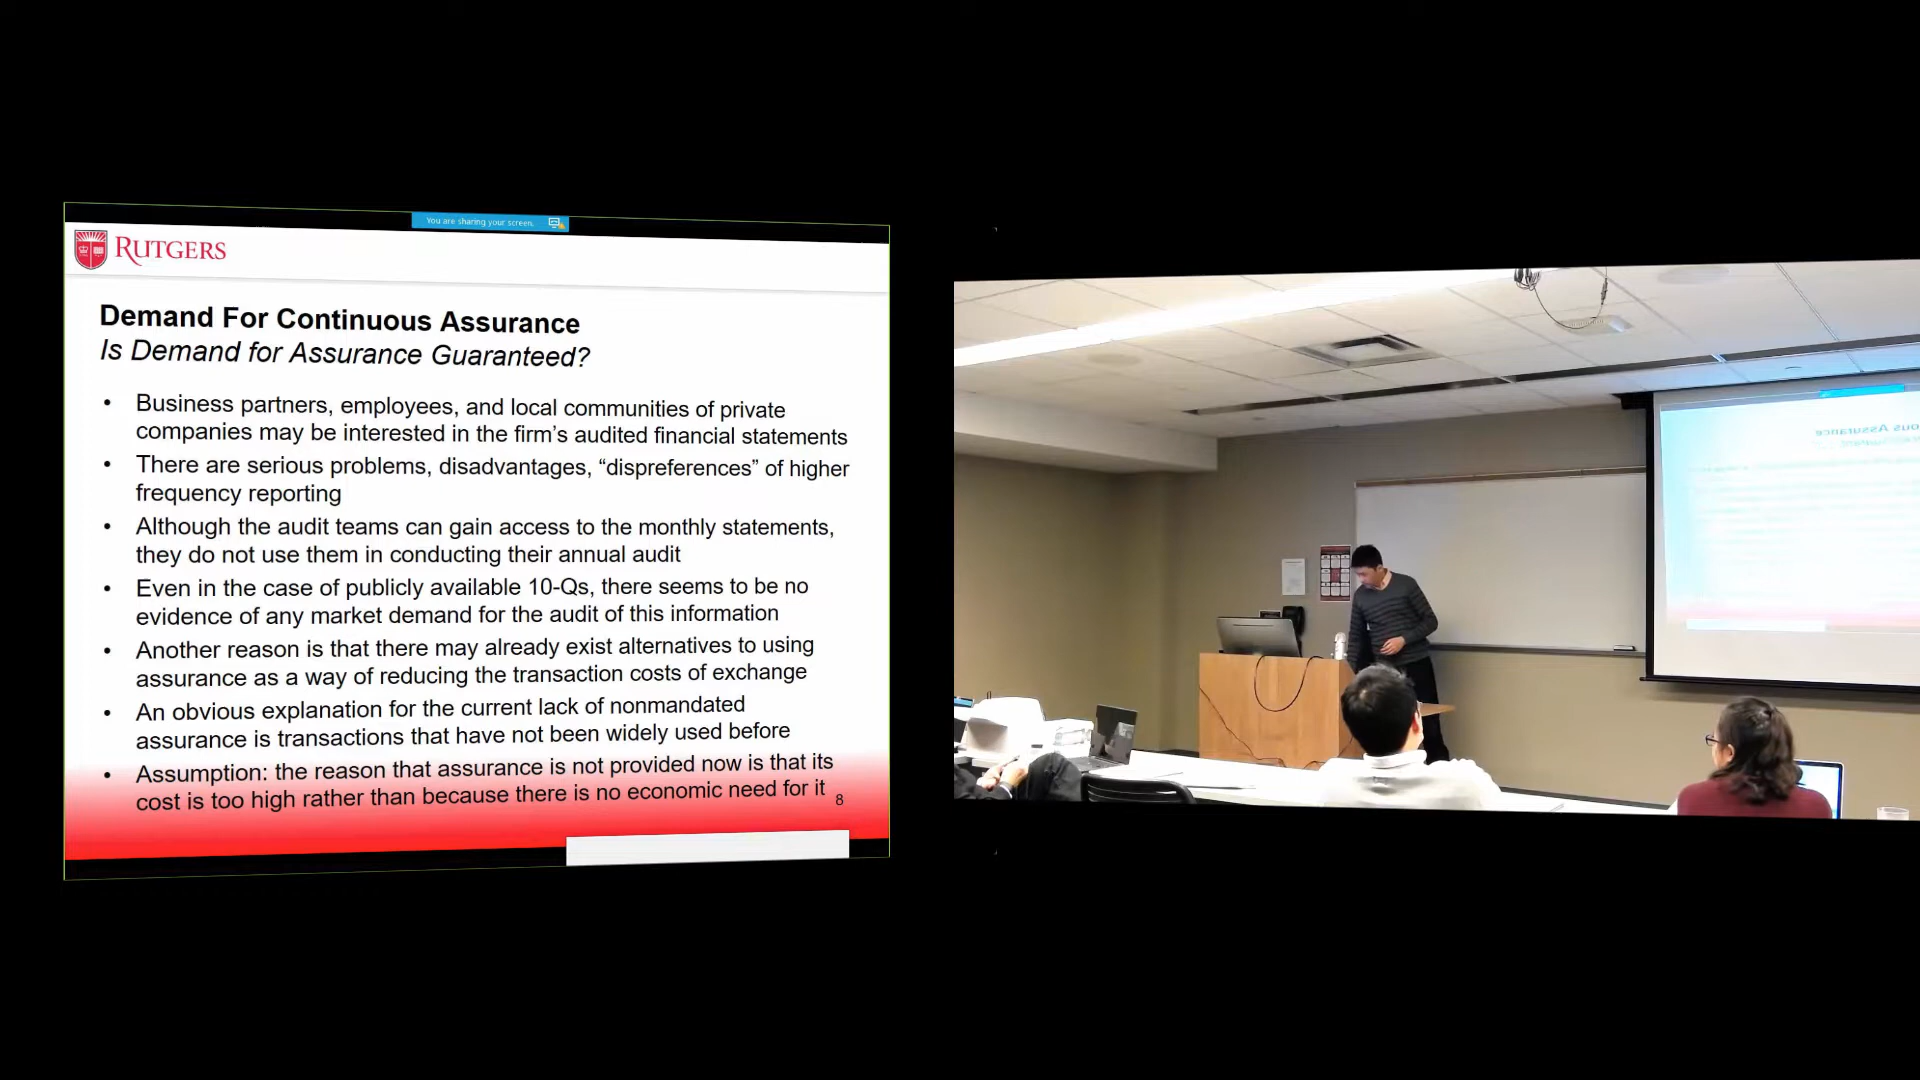 You are sharing your screen.
RUTGERS
Demand For Continuous Assurance
Is Demand for Assurance Guaranteed?
• Business partners, employees, and local communities of private
companies may be interested in the firm's audited financial statements
• There are serious problems, disadvantages, “dispreferences” of higher
frequency reporting
• Although the audit teams can gain access to the monthly statements,
they do not use them in conducting their annual audit
• Even in the case of publicly available 10-Qs, there seems to be no
evidence of any market demand for the audit of this information
• Another reason is that there may already exist alternatives to using
assurance as a way of reducing the transaction costs of exchange
• An obvious explanation for the current lack of nonmandated
assurance is transactions that have not been widely used before
• Assumption: the reason that assurance is not provided now is that its
cost is too high rather than because there is no economic need for it
8